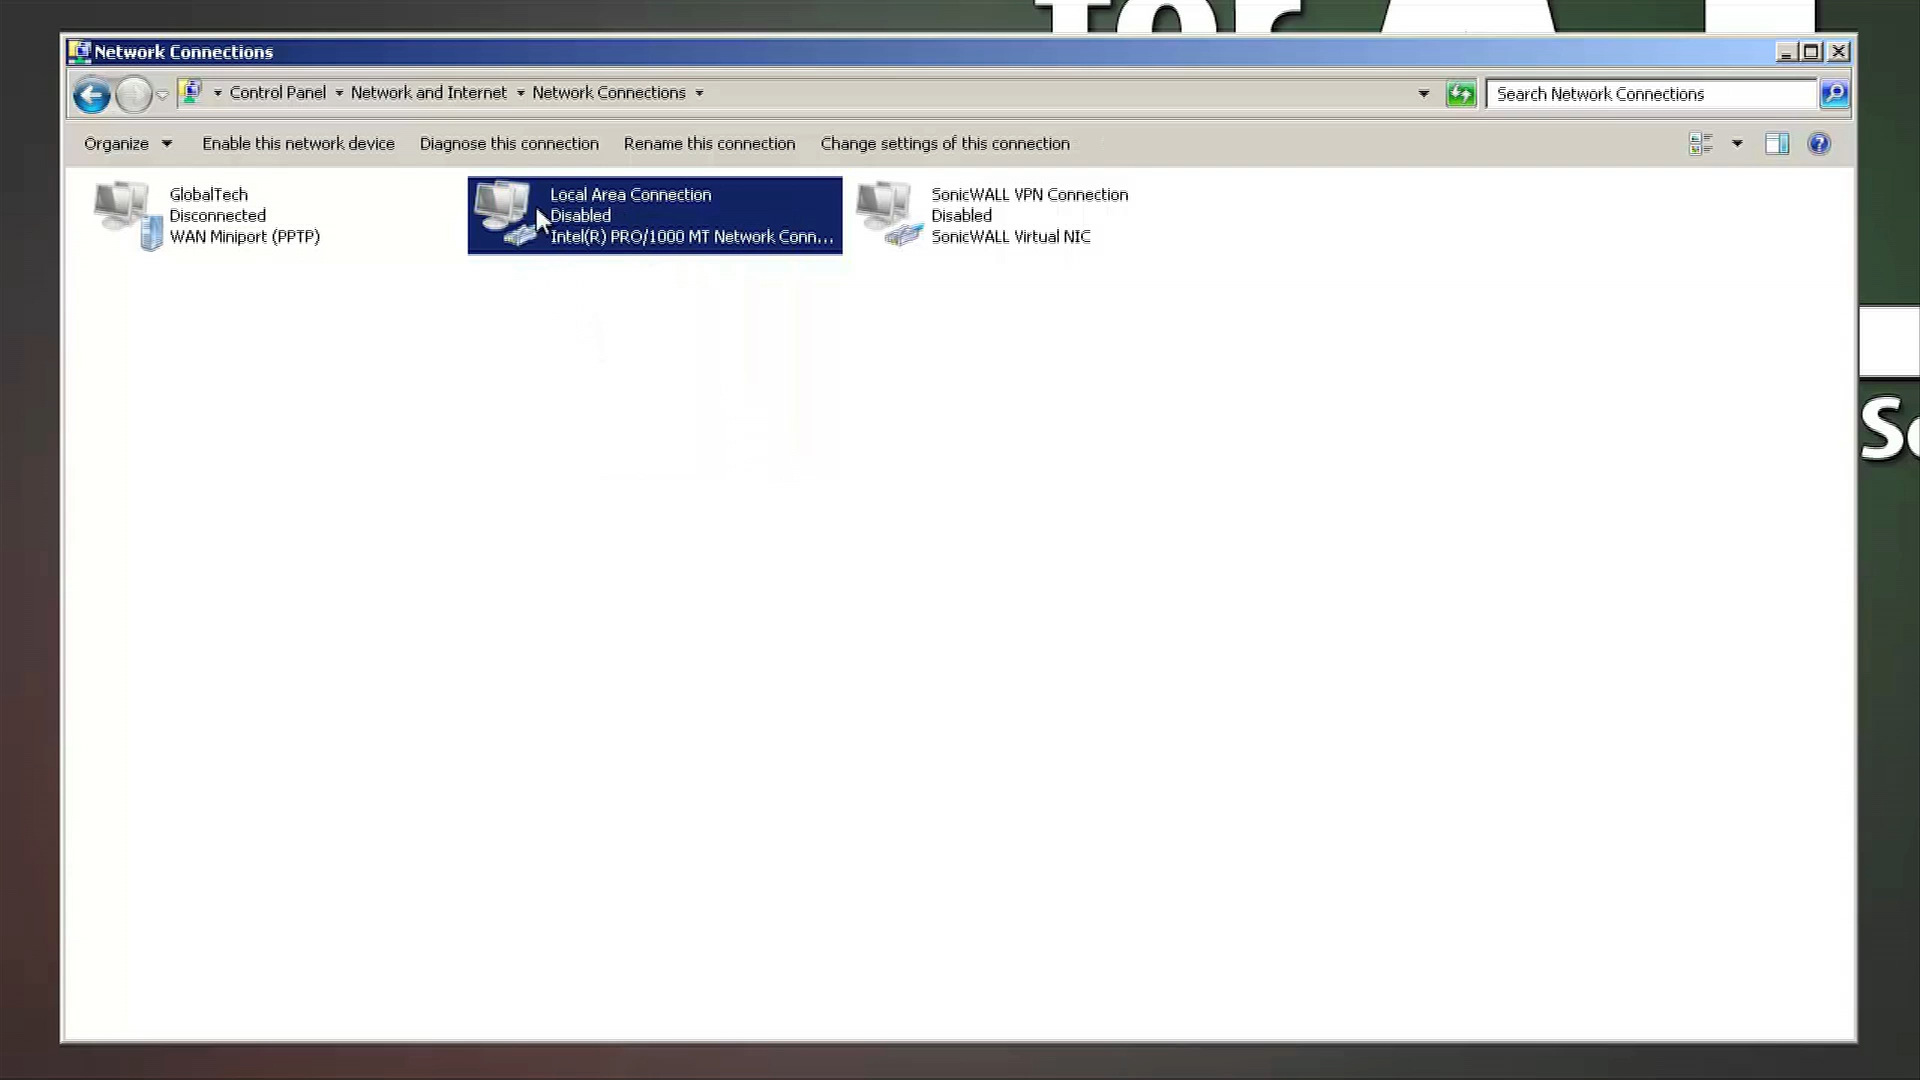 for
Network Connections
Control Panel Network and Internet Network Connections
Search Network Connections
Organize Enable this network device Diagnose this connection Rename this connection Change settings of this connection
GlobalTech
Disconnected
WAN Miniport (PPTP)
Local Area Connection
Disabled
Intel(R) PRO/1000 MT Network Conn...
SonicWALL VPN Connection
Disabled
SonicWALL Virtual NIC